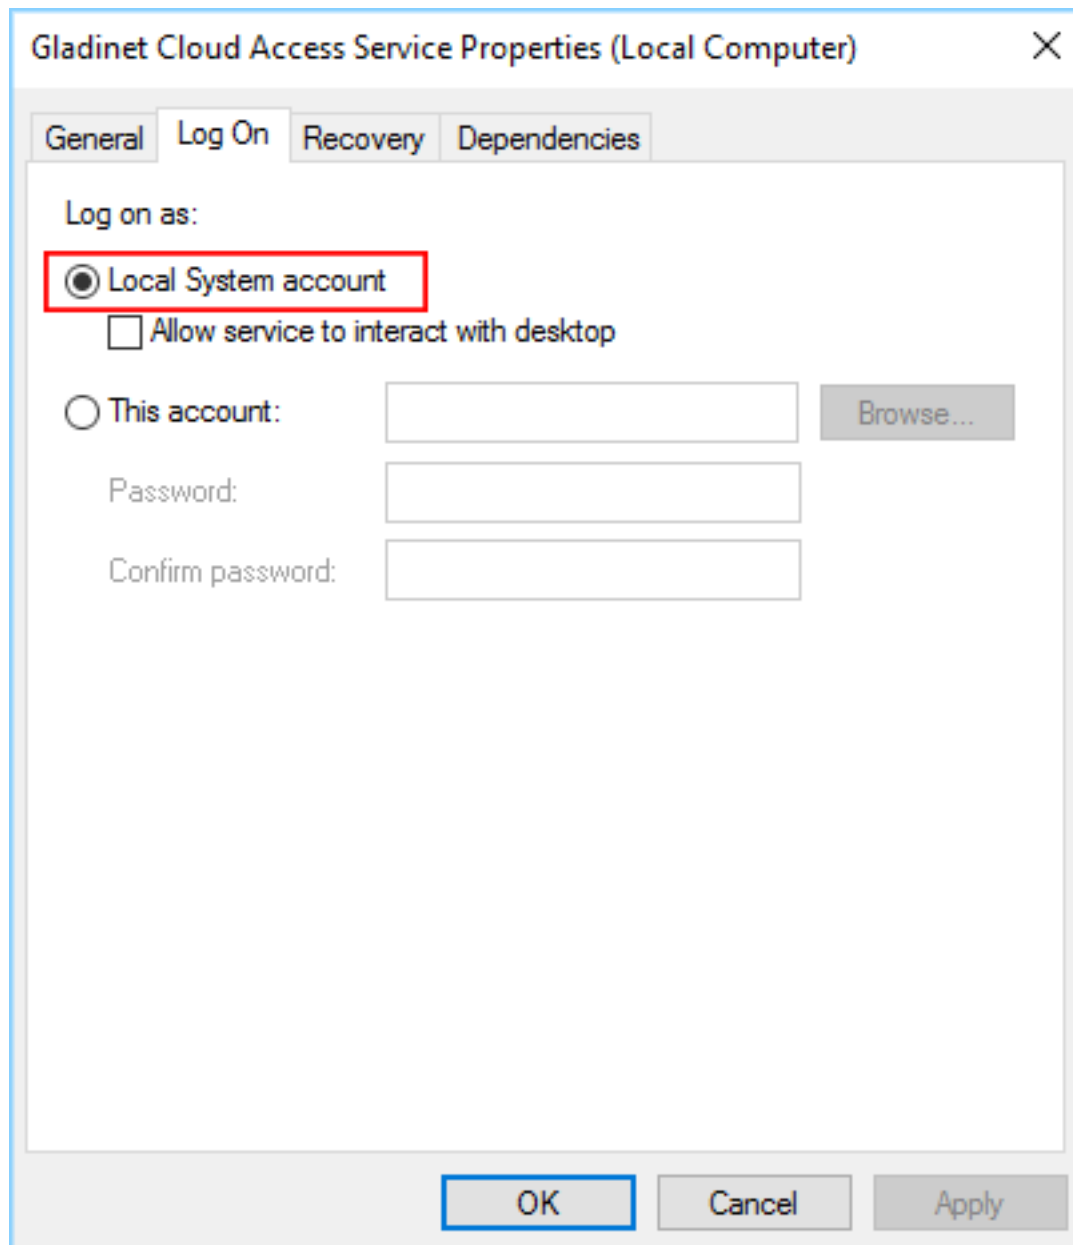 Gladinet Cloud Access Service Properties (Local Computer)
General Log On Recovery Dependencies
Log on as:
Local System account
Allow service to interact with desktop
This account: Browse...
Password:
Confirm password:
OK Cancel Apply